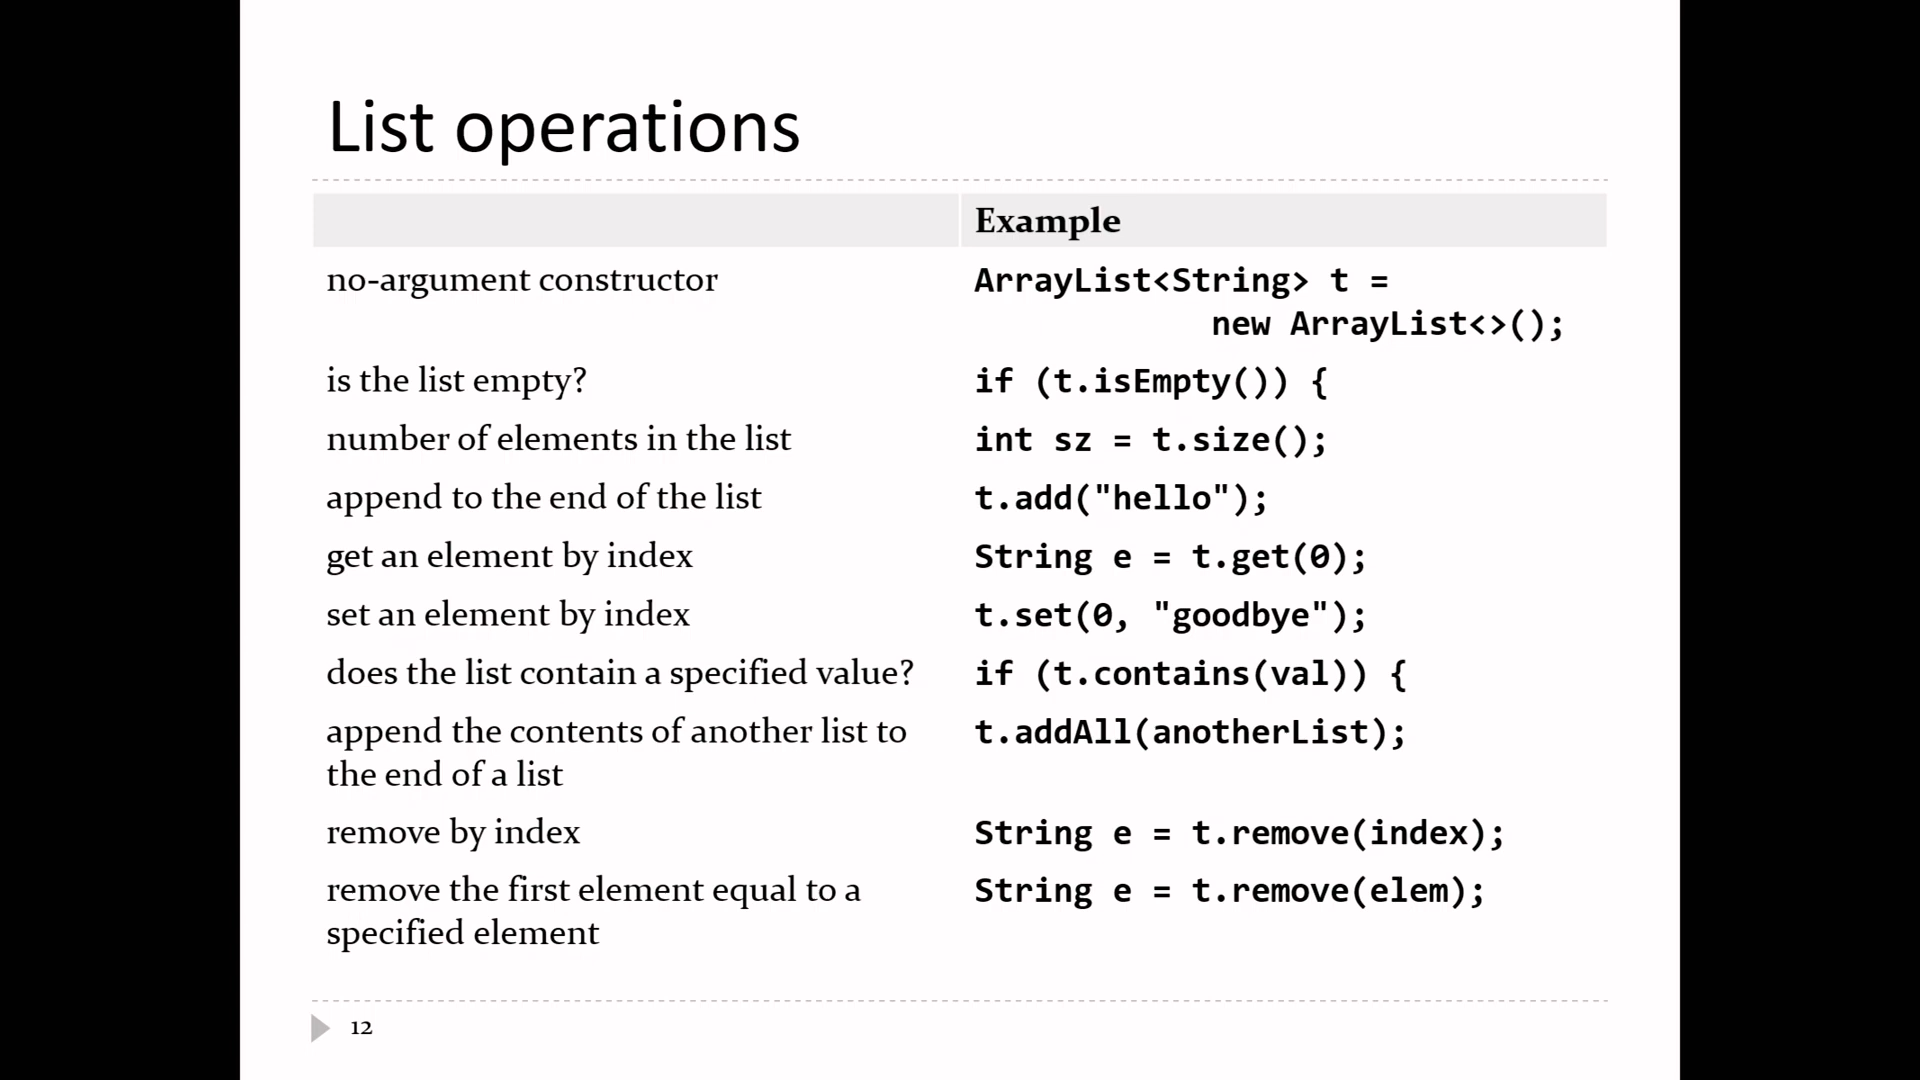 List operations
Example
no-argument constructor
ArrayList<String> t =
new ArrayList<>();
is the list empty?
if (t.isEmpty()) {
number of elements in the list
int sz = t.size();
append to the end of the list
t.add("hello");
get an element by index
String e = t.get(0);
set an element by index
t.set(0, "goodbye");
does the list contain a specified value?
if (t.contains(val)) {
append the contents of another list to
the end of a list
t.addAll(anotherList);
remove by index
String e = t.remove(index);
remove the first element equal to a
specified element
String e = t.remove(elem);
12